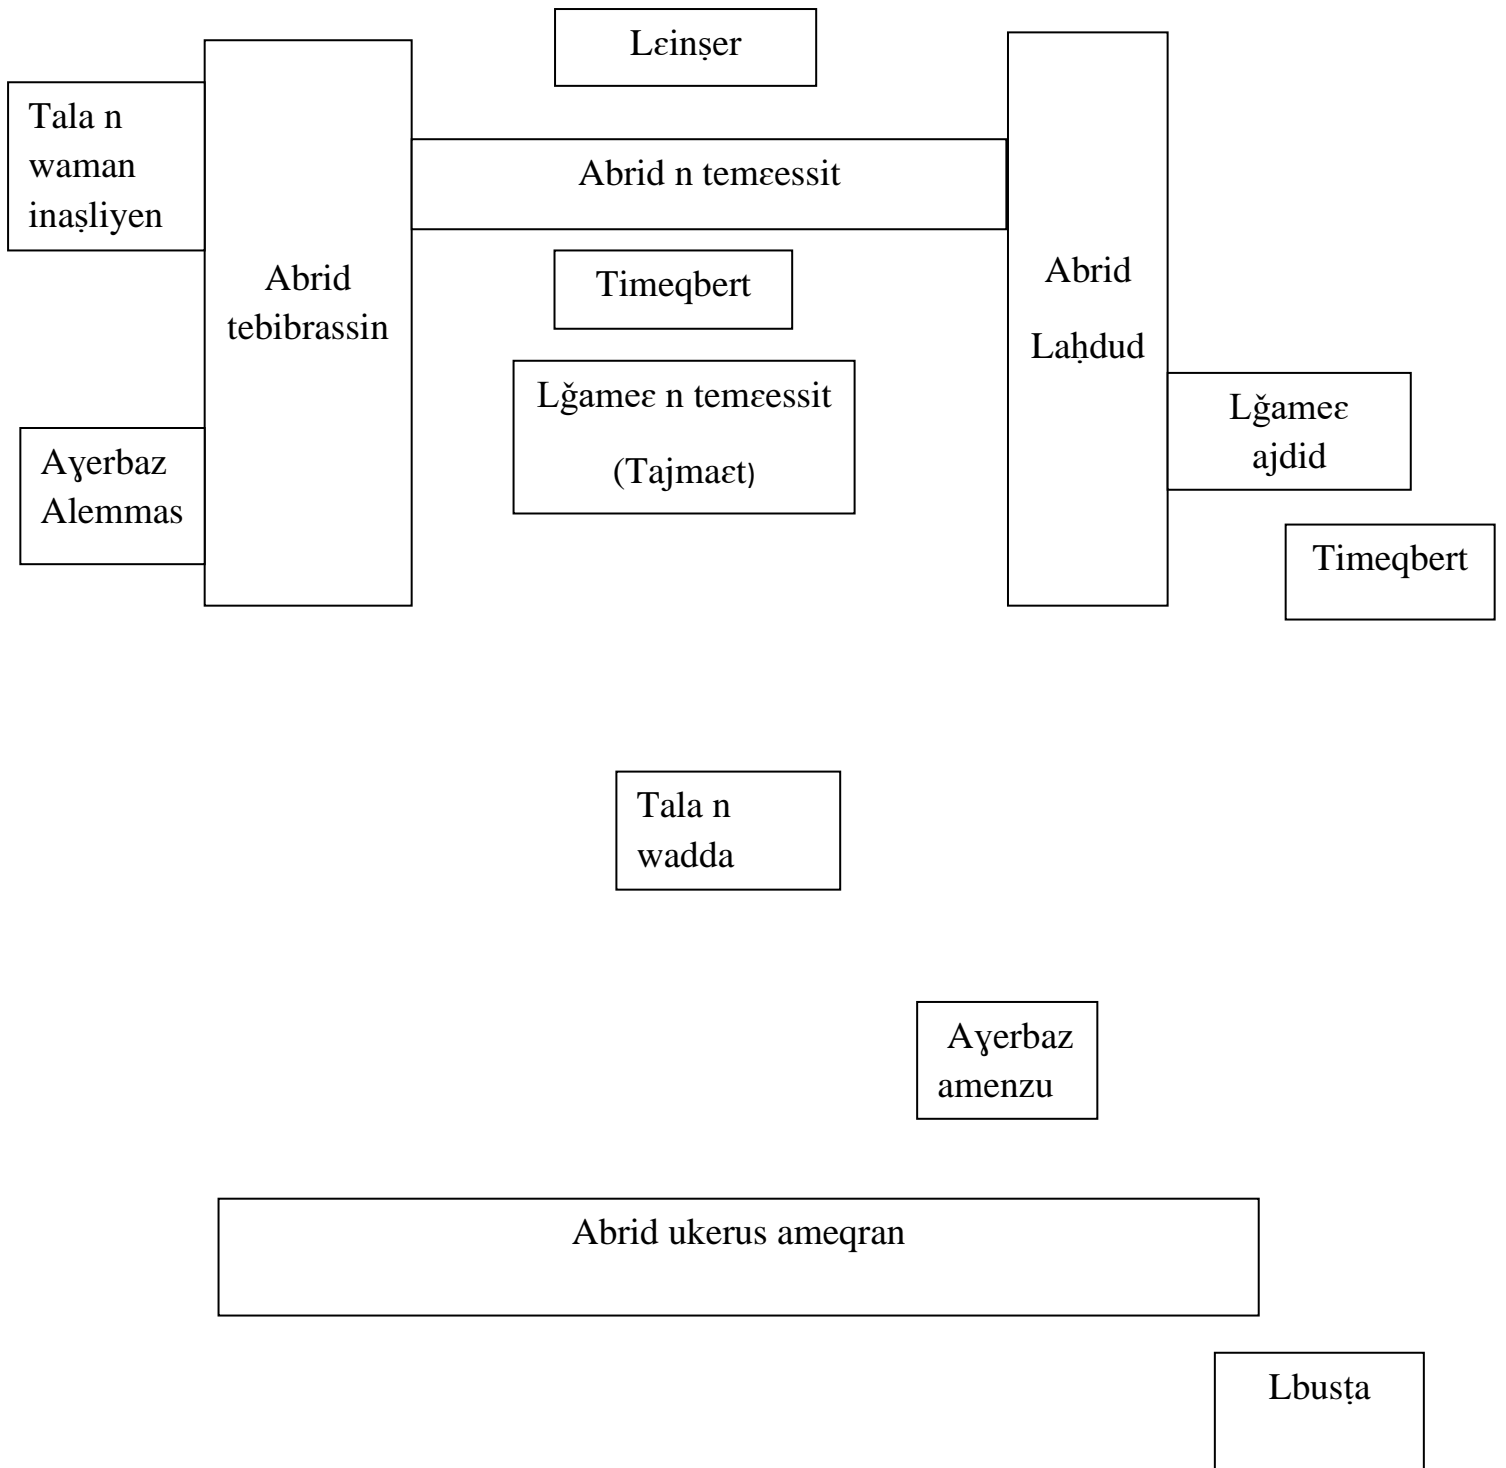 Lɛinṣer
Tala n
waman
inaṣliyen
Abrid n temɛessit
Abrid
tebibrassin
Timeqbert
Abrid
Laḥdud
Lǧameɛ n temɛessit
(Tajmaɛt)
Lǧameɛ
ajdid
Aɣerbaz
Alemmas
Timeqbert
Tala n
wadda
Aɣerbaz
amenzu
Abrid ukerus ameqran
Lbusṭa